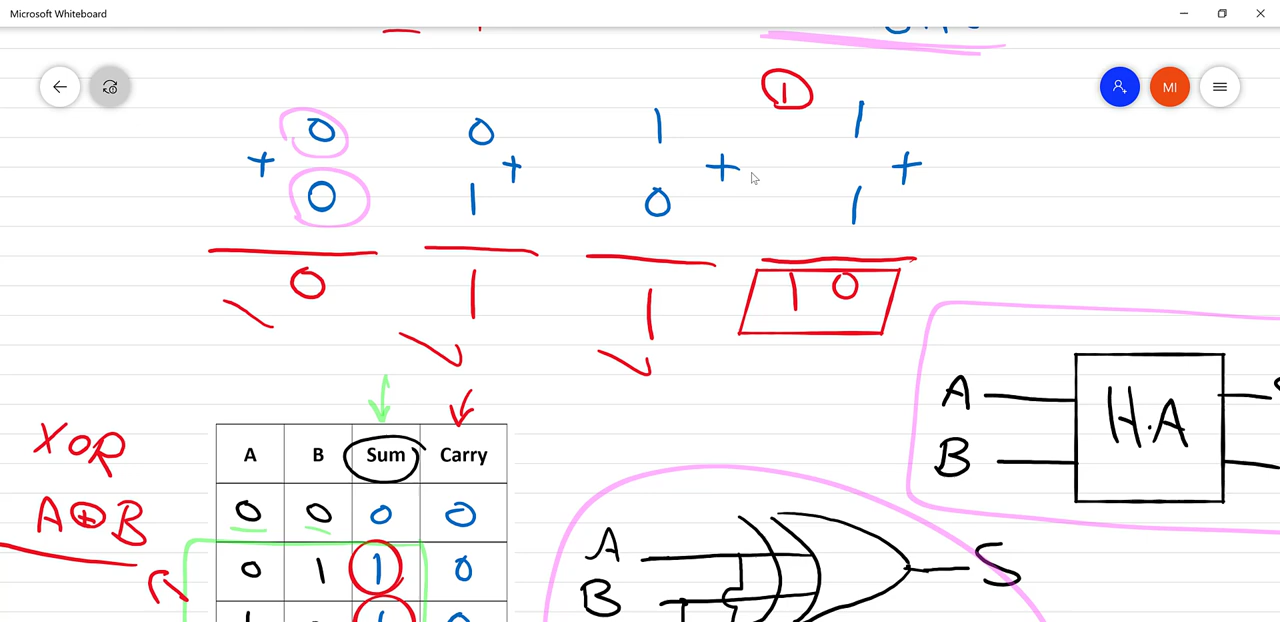 Microsoft Whiteboard
MI
1
0 0 1 1
+ + + +
0 1 0 1
0 1 1 1 0
A H.A
B
XOR
A⊕B
A B Sum Carry
0 0 0 0
0 1 1 0
A
B
S